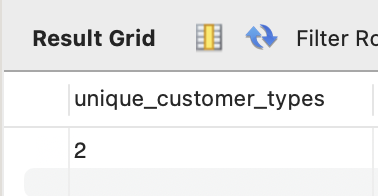 Result Grid Filter Ro
unique_customer_types
2